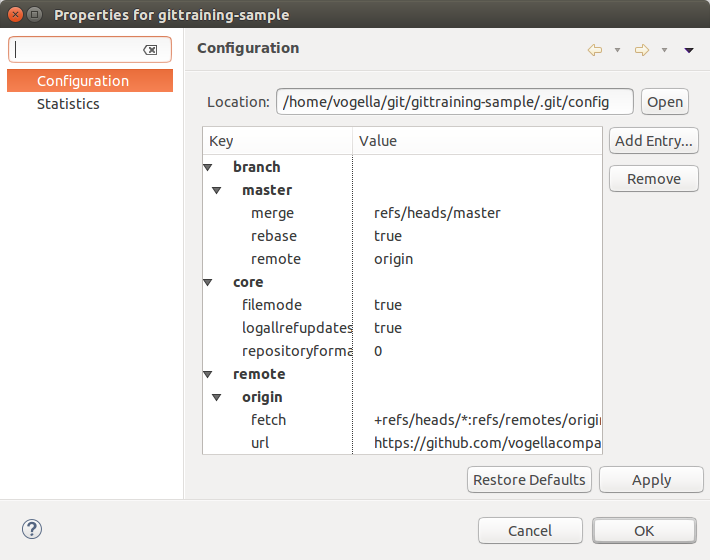 Properties for gittraining-sample
Configuration
Statistics
Configuration
Location: /home/vogella/git/gittraining-sample/.git/config Open
Key Value
Add Entry...
Remove
branch
master
merge refs/heads/master
rebase true
remote origin
core
filemode true
logallrefupdates true
repositoryforma 0
remote
origin
fetch +refs/heads/*:refs/remotes/origin
url https://github.com/vogellacompa
Restore Defaults Apply
? Cancel OK